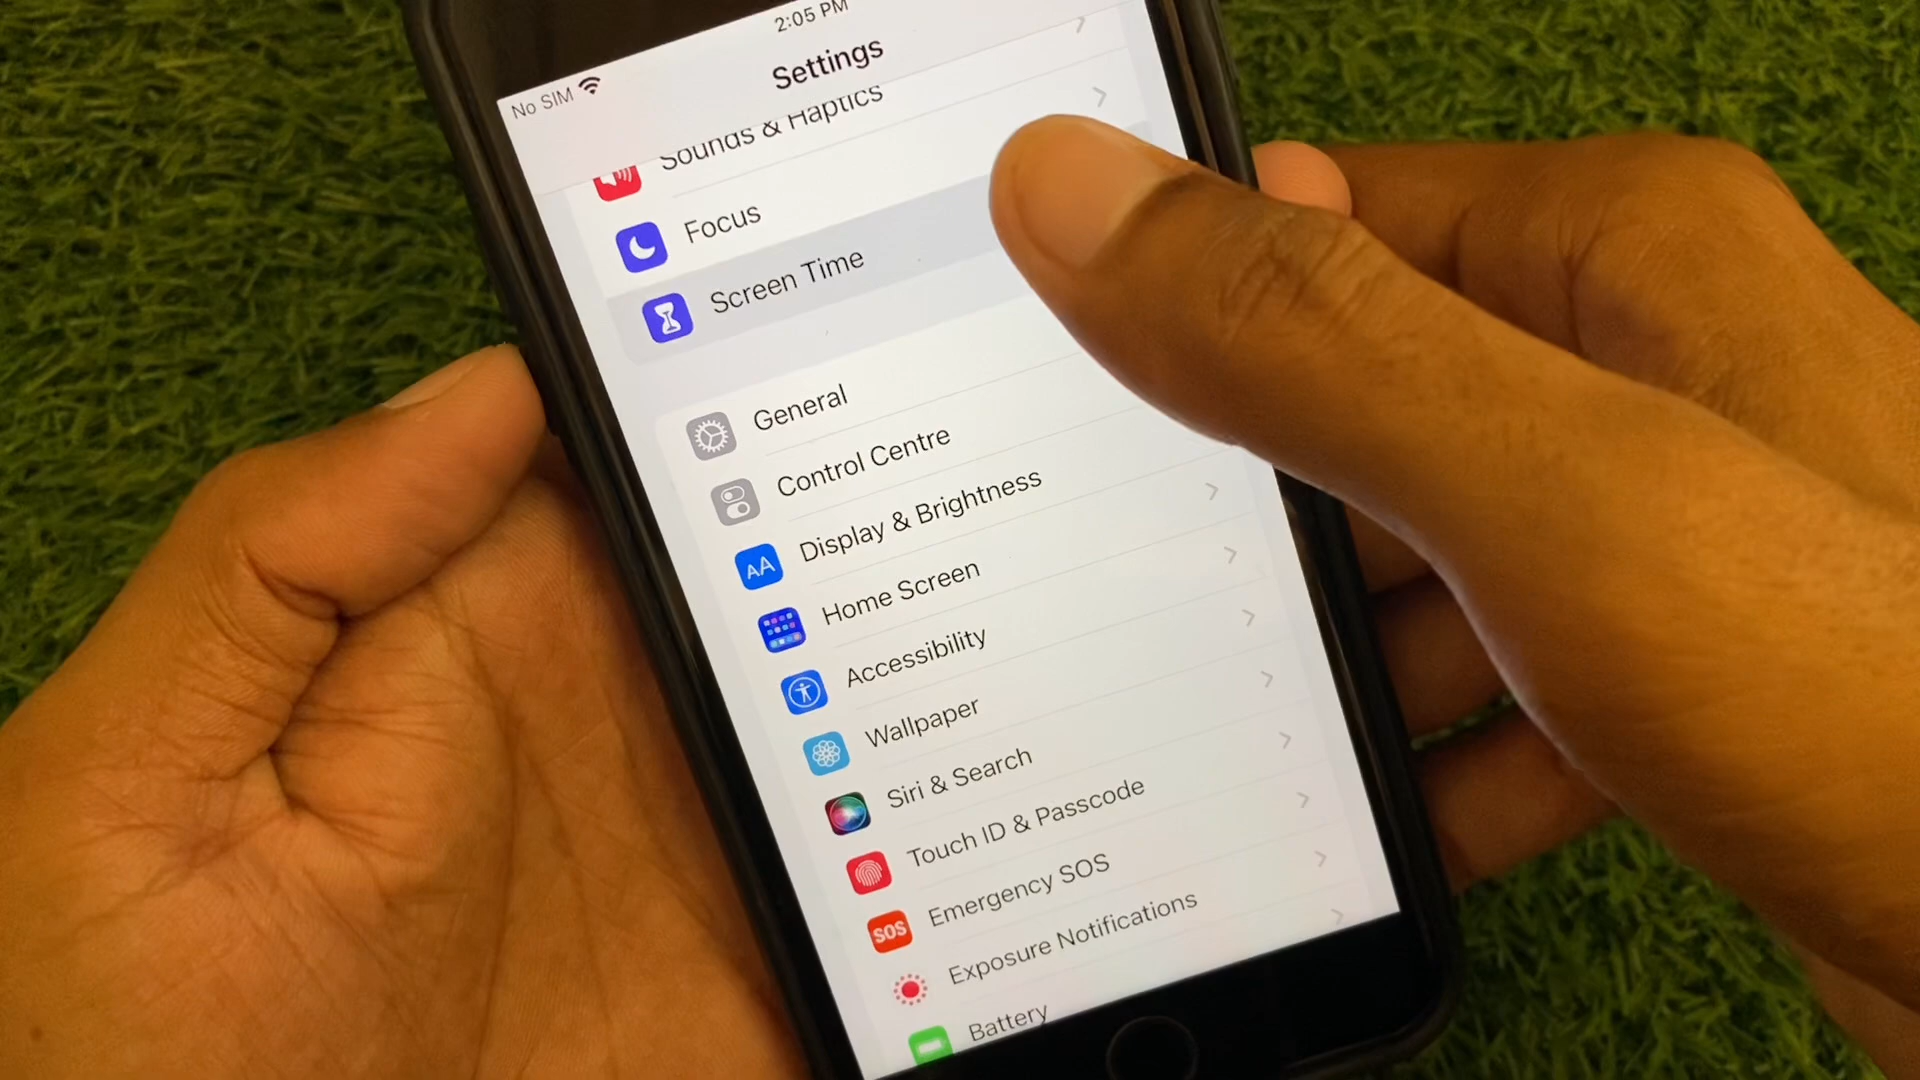 2:05 PM
No SIM
Settings
Sounds & Haptics
Focus
Screen Time
General
Control Centre
AA
Display & Brightness
Home Screen
Accessibility
Wallpaper
Siri & Search
Touch ID & Passcode
SOS
Emergency SOS
Exposure Notifications
Battery